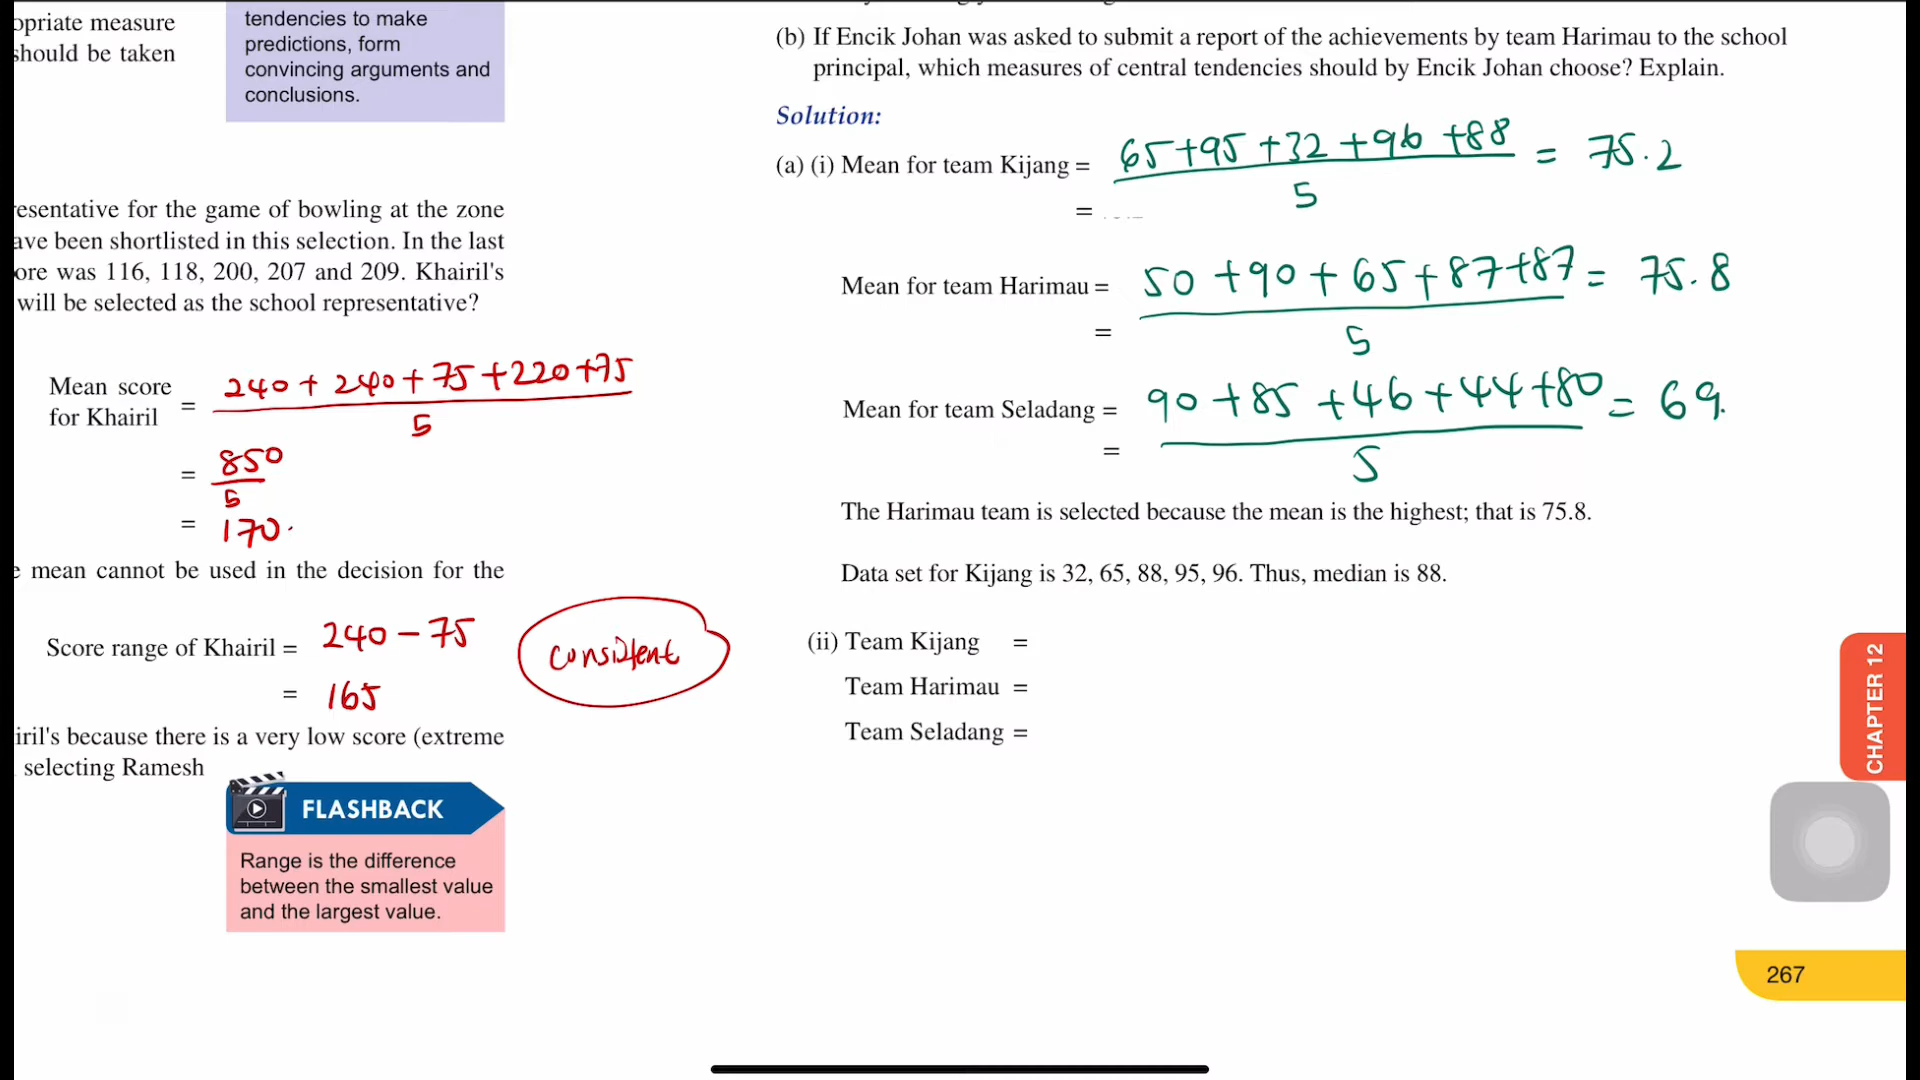 opriate measure
should be taken
tendencies to make
predictions, form
convincing arguments and
conclusions.
resentative for the game of bowling at the zone
ave been shortlisted in this selection. In the last
ore was 116, 118, 200, 207 and 209. Khairil's
will be selected as the school representative?
Mean score
for Khairil = 240 + 240 + 75 + 220 + 75
5
= 850
5
= 170.
e mean cannot be used in the decision for the
Score range of Khairil = 240 - 75
= 165
consistent
iril's because there is a very low score (extreme
selecting Ramesh
FLASHBACK
Range is the difference
between the smallest value
and the largest value.
(b) If Encik Johan was asked to submit a report of the achievements by team Harimau to the school
principal, which measures of central tendencies should by Encik Johan choose? Explain.
Solution:
(a) (i) Mean for team Kijang = 65+95+32+96+88 = 75.2
5
=
Mean for team Harimau = 50+90+65+87+87 = 75.8
5
=
Mean for team Seladang = 90+85+46+44+80 = 69.
5
=
The Harimau team is selected because the mean is the highest; that is 75.8.
Data set for Kijang is 32, 65, 88, 95, 96. Thus, median is 88.
(ii) Team Kijang =
Team Harimau =
Team Seladang =
CHAPTER 12
267